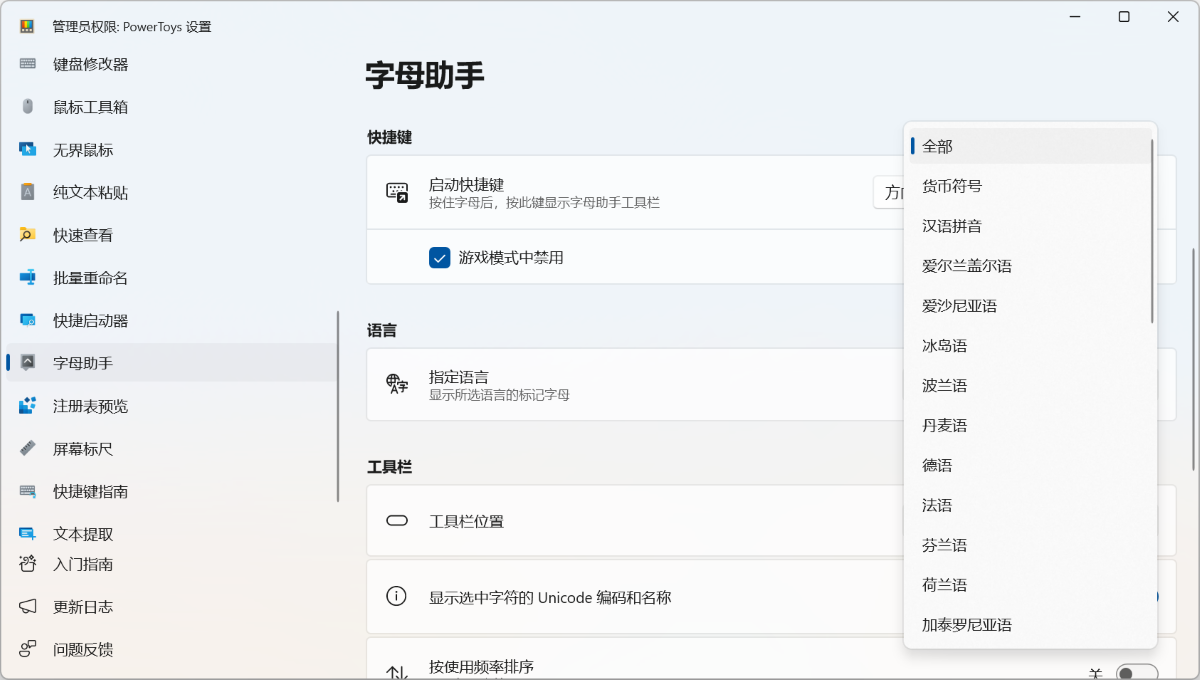 管理员权限: PowerToys 设置
键盘修改器
鼠标工具箱
无界鼠标
纯文本粘贴
快速查看
批量重命名
快捷启动器
字母助手
注册表预览
屏幕标尺
快捷键指南
文本提取
入门指南
更新日志
问题反馈
字母助手
快捷键
启动快捷键
按住字母后，按此键显示字母助手工具栏
游戏模式中禁用
语言
指定语言
显示所选语言的标记字母
工具栏
工具栏位置
显示选中字符的 Unicode 编码和名称
按使用频率排序
关
全部
货币符号
汉语拼音
爱尔兰盖尔语
爱沙尼亚语
冰岛语
波兰语
丹麦语
德语
法语
芬兰语
荷兰语
加泰罗尼亚语